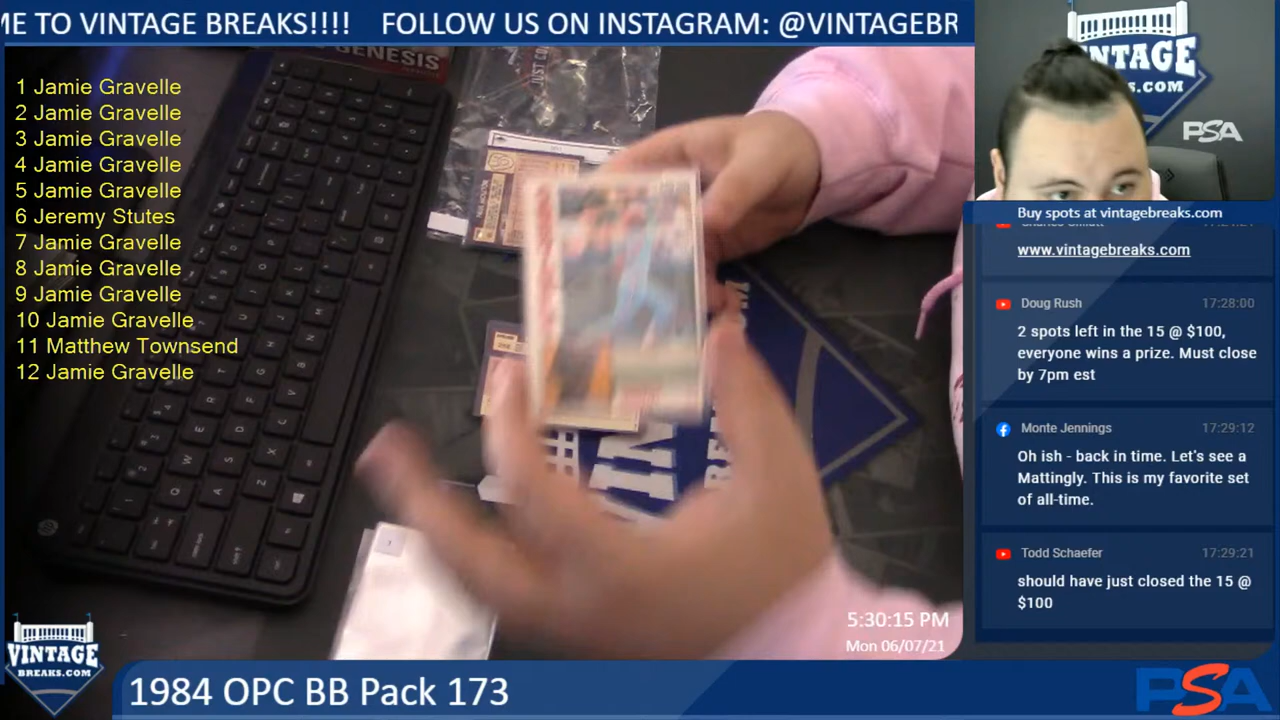 ME TO VINTAGE BREAKS!!!! FOLLOW US ON INSTAGRAM: @VINTAGEBR
GENESIS
1 Jamie Gravelle
2 Jamie Gravelle
3 Jamie Gravelle
4 Jamie Gravelle
5 Jamie Gravelle
6 Jeremy Stutes
7 Jamie Gravelle
8 Jamie Gravelle
9 Jamie Gravelle
10 Jamie Gravelle
11 Matthew Townsend
12 Jamie Gravelle
VINTAGE
S.COM
PSA
Buy spots at vintagebreaks.com
www.vintagebreaks.com
Doug Rush 17:28:00
2 spots left in the 15 @ $100,
everyone wins a prize. Must close
by 7pm est
Monte Jennings 17:29:12
Oh ish - back in time. Let's see a
Mattingly. This is my favorite set
of all-time.
Todd Schaefer 17:29:21
should have just closed the 15 @
$100
5:30:15 PM
Mon 06/07/21
VINTAGE
BREAKS.COM
1984 OPC BB Pack 173
PSA